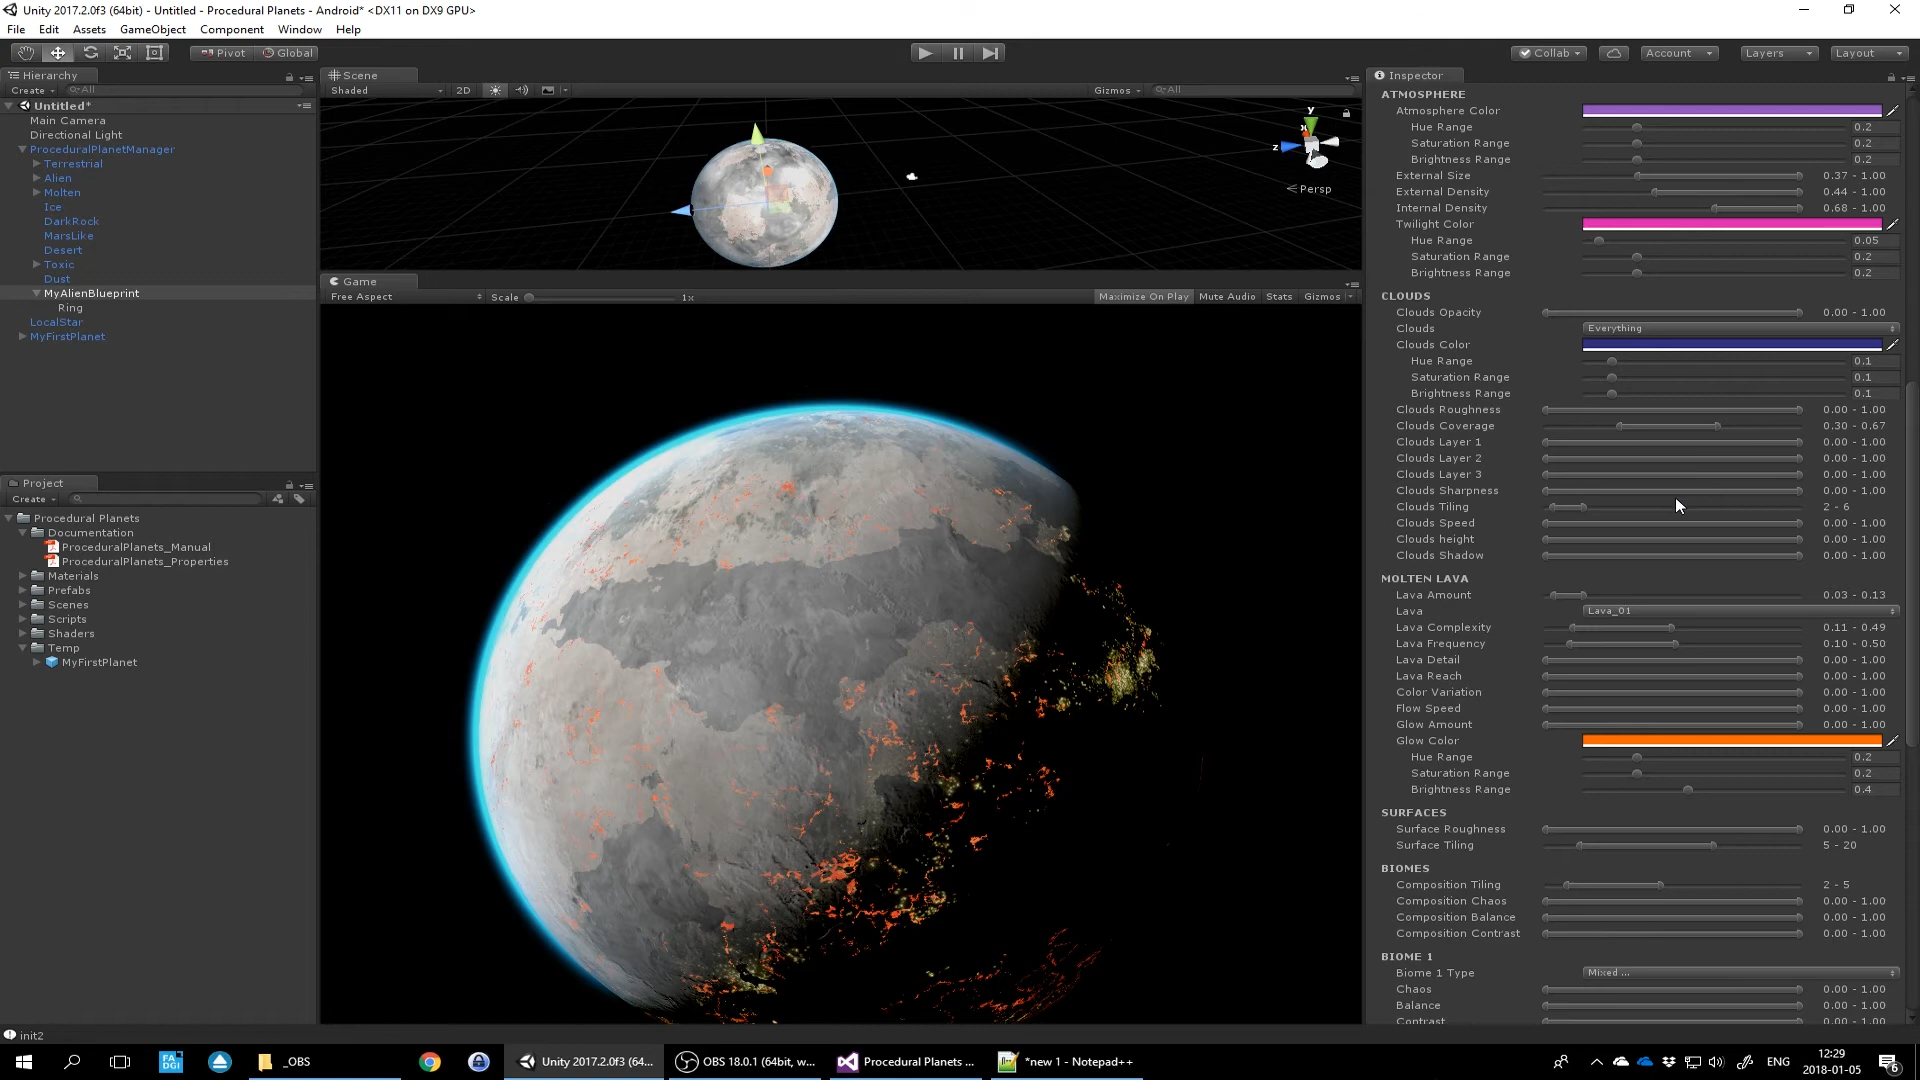 Unity 2017.2.0f3 (64bit) - Untitled - Procedural Planets - Android* <DX11 on DX9 GPU>
File Edit Assets GameObject Component Window Help
Pivot Global Collab Account Layers Layout
Hierarchy
Create All
Untitled*
Main Camera
Directional Light
ProceduralPlanetManager
Terrestrial
Alien
Molten
Ice
DarkRock
MarsLike
Desert
Toxic
Dust
MyAlienBlueprint
Ring
LocalStar
MyFirstPlanet
Project
Create
Procedural Planets
Documentation
ProceduralPlanets_Manual
ProceduralPlanets_Properties
Materials
Prefabs
Scenes
Scripts
Shaders
Temp
MyFirstPlanet
Scene
Shaded 2D Gizmos All
y
x
z
Persp
Game
Free Aspect Scale 1x Maximize On Play Mute Audio Stats Gizmos
Inspector
ATMOSPHERE
Atmosphere Color
Hue Range 0.2
Saturation Range 0.2
Brightness Range 0.2
External Size 0.37 - 1.00
External Density 0.44 - 1.00
Internal Density 0.68 - 1.00
Twilight Color
Hue Range 0.05
Saturation Range 0.2
Brightness Range 0.2
CLOUDS
Clouds Opacity 0.00 - 1.00
Clouds Everything
Clouds Color
Hue Range 0.1
Saturation Range 0.1
Brightness Range 0.1
Clouds Roughness 0.00 - 1.00
Clouds Coverage 0.30 - 0.67
Clouds Layer 1 0.00 - 1.00
Clouds Layer 2 0.00 - 1.00
Clouds Layer 3 0.00 - 1.00
Clouds Sharpness 0.00 - 1.00
Clouds Tiling 2 - 6
Clouds Speed 0.00 - 1.00
Clouds height 0.00 - 1.00
Clouds Shadow 0.00 - 1.00
MOLTEN LAVA
Lava Amount 0.03 - 0.13
Lava Lava_01
Lava Complexity 0.11 - 0.49
Lava Frequency 0.10 - 0.50
Lava Detail 0.00 - 1.00
Lava Reach 0.00 - 1.00
Color Variation 0.00 - 1.00
Flow Speed 0.00 - 1.00
Glow Amount 0.00 - 1.00
Glow Color
Hue Range 0.2
Saturation Range 0.2
Brightness Range 0.4
SURFACES
Surface Roughness 0.00 - 1.00
Surface Tiling 5 - 20
BIOMES
Composition Tiling 2 - 5
Composition Chaos 0.00 - 1.00
Composition Balance 0.00 - 1.00
Composition Contrast 0.00 - 1.00
BIOME 1
Biome 1 Type Mixed ...
Chaos 0.00 - 1.00
Balance 0.00 - 1.00
Contrast 0.00 - 1.00
init2
FA
DGI
_OBS
Unity 2017.2.0f3 (64...
OBS 18.0.1 (64bit, w...
Procedural Planets ...
*new 1 - Notepad++
ENG
12:29
2018-01-05
6